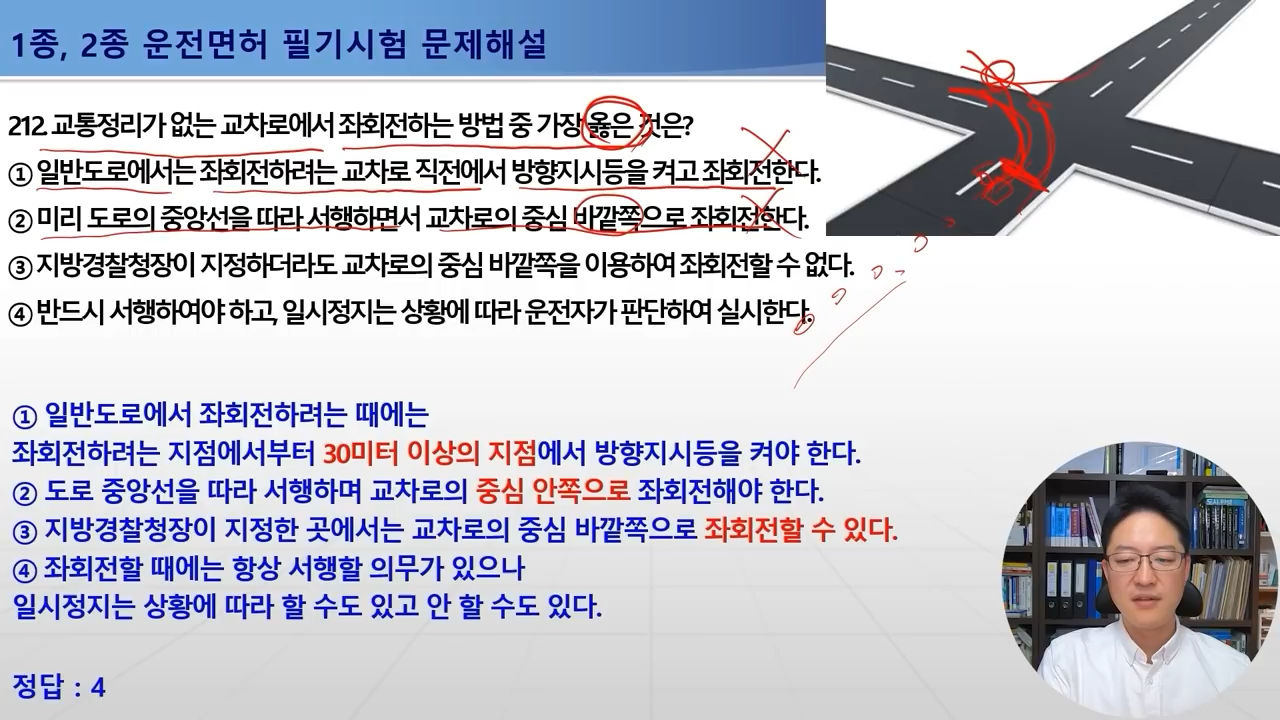 1종, 2종 운전면허 필기시험 문제해설
212. 교통정리가 없는 교차로에서 좌회전하는 방법 중 가장 옳은 것은?
① 일반도로에서는 좌회전하려는 교차로 직전에서 방향지시등을 켜고 좌회전한다.
② 미리 도로의 중앙선을 따라 서행하면서 교차로의 중심 바깥쪽으로 좌회전한다.
③ 지방경찰청장이 지정하더라도 교차로의 중심 바깥쪽을 이용하여 좌회전할 수 없다.
④ 반드시 서행하여야 하고, 일시정지는 상황에 따라 운전자가 판단하여 실시한다.
① 일반도로에서 좌회전하려는 때에는
좌회전하려는 지점에서부터 30미터 이상의 지점에서 방향지시등을 켜야 한다.
② 도로 중앙선을 따라 서행하며 교차로의 중심 안쪽으로 좌회전해야 한다.
③ 지방경찰청장이 지정한 곳에서는 교차로의 중심 바깥쪽으로 좌회전할 수 있다.
④ 좌회전할 때에는 항상 서행할 의무가 있으나
일시정지는 상황에 따라 할 수도 있고 안 할 수도 있다.
정답 : 4